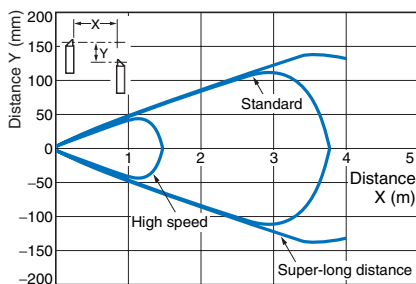 Distance Y (mm)
200
150
100
50
0
−50
−100
−150
−200
X
Y
Standard
High speed
Super-long distance
1
2
3
4
5
Distance
X (m)